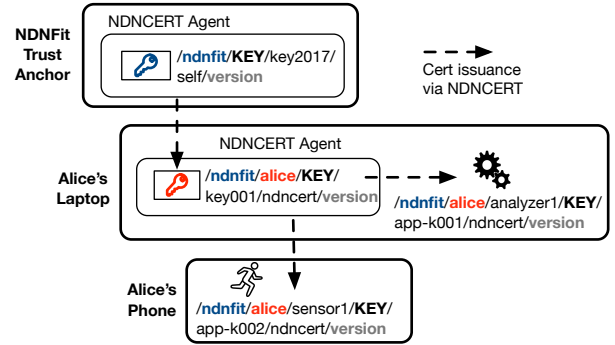 NDNFit
Trust
Anchor
NDNCERT Agent
/ndnfit/KEY/key2017/
self/version
Cert issuance
via NDNCERT
Alice's
Laptop
NDNCERT Agent
/ndnfit/alice/KEY/
key001/ndncert/version
/ndnfit/alice/analyzer1/KEY/
app-k001/ndncert/version
Alice's
Phone
/ndnfit/alice/sensor1/KEY/
app-k002/ndncert/version